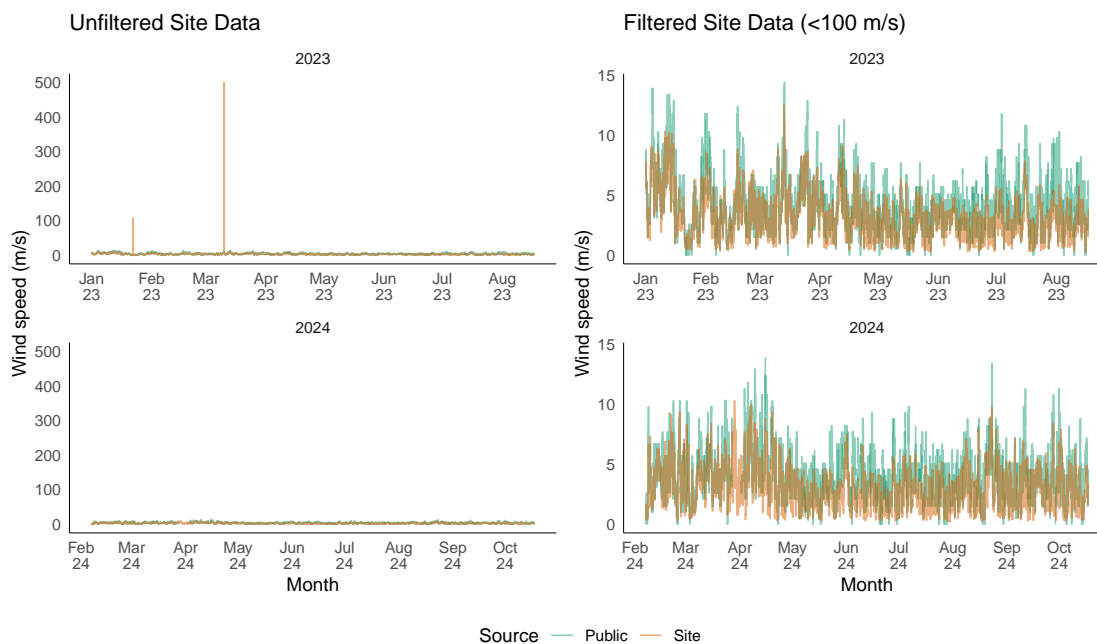 Unfiltered Site Data
2023
500
400
300
200
100
0
Jan Feb Mar Apr May Jun Jul Aug
23 23 23 23 23 23 23 23
2024
500
400
300
200
100
0
Feb Mar Apr May Jun Jul Aug Sep Oct
24 24 24 24 24 24 24 24 24
Wind speed (m/s)
Month
Filtered Site Data (<100 m/s)
2023
15
10
5
0
Jan Feb Mar Apr May Jun Jul Aug
23 23 23 23 23 23 23 23
2024
15
10
5
0
Feb Mar Apr May Jun Jul Aug Sep Oct
24 24 24 24 24 24 24 24 24
Wind speed (m/s)
Month
Source Public Site